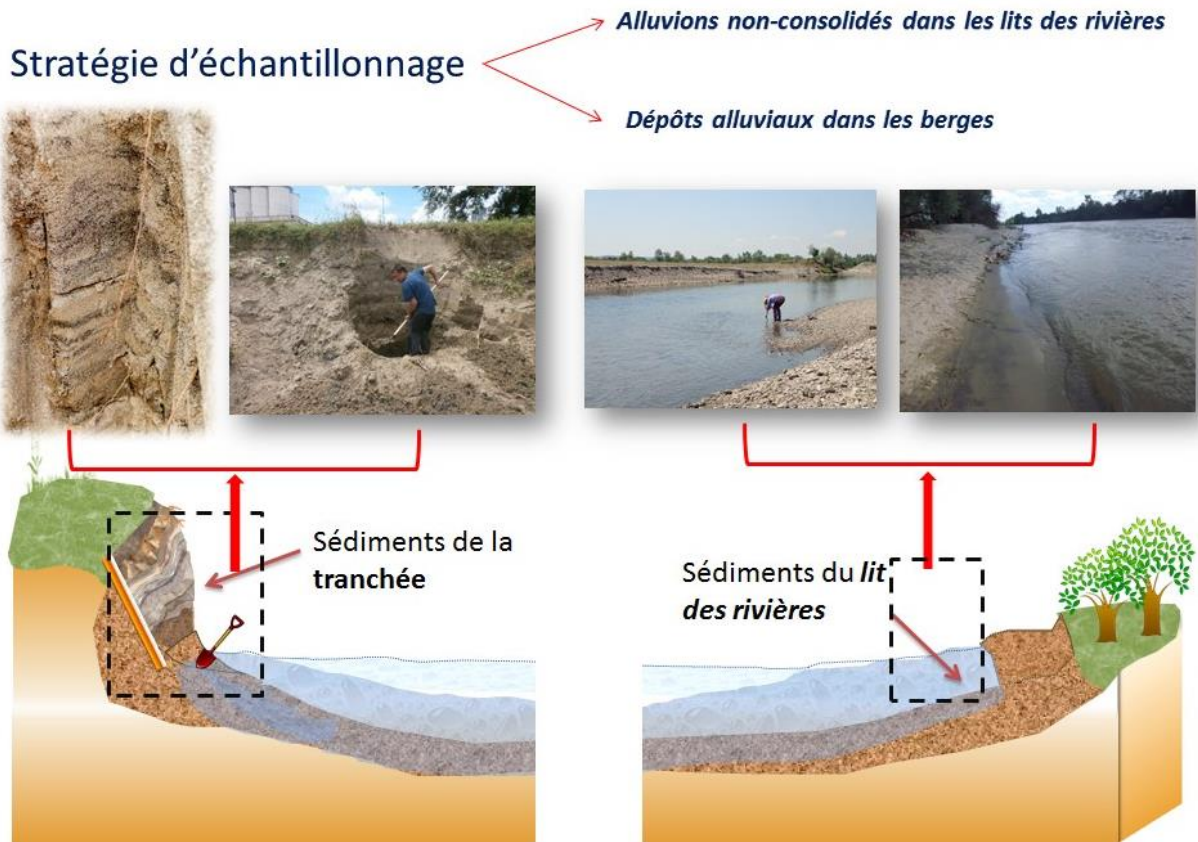 Alluvions non-consolidés dans les lits des rivières
Stratégie d'échantillonnage
Dépôts alluviaux dans les berges
Sédiments de la
tranchée
Sédiments du lit
des rivières